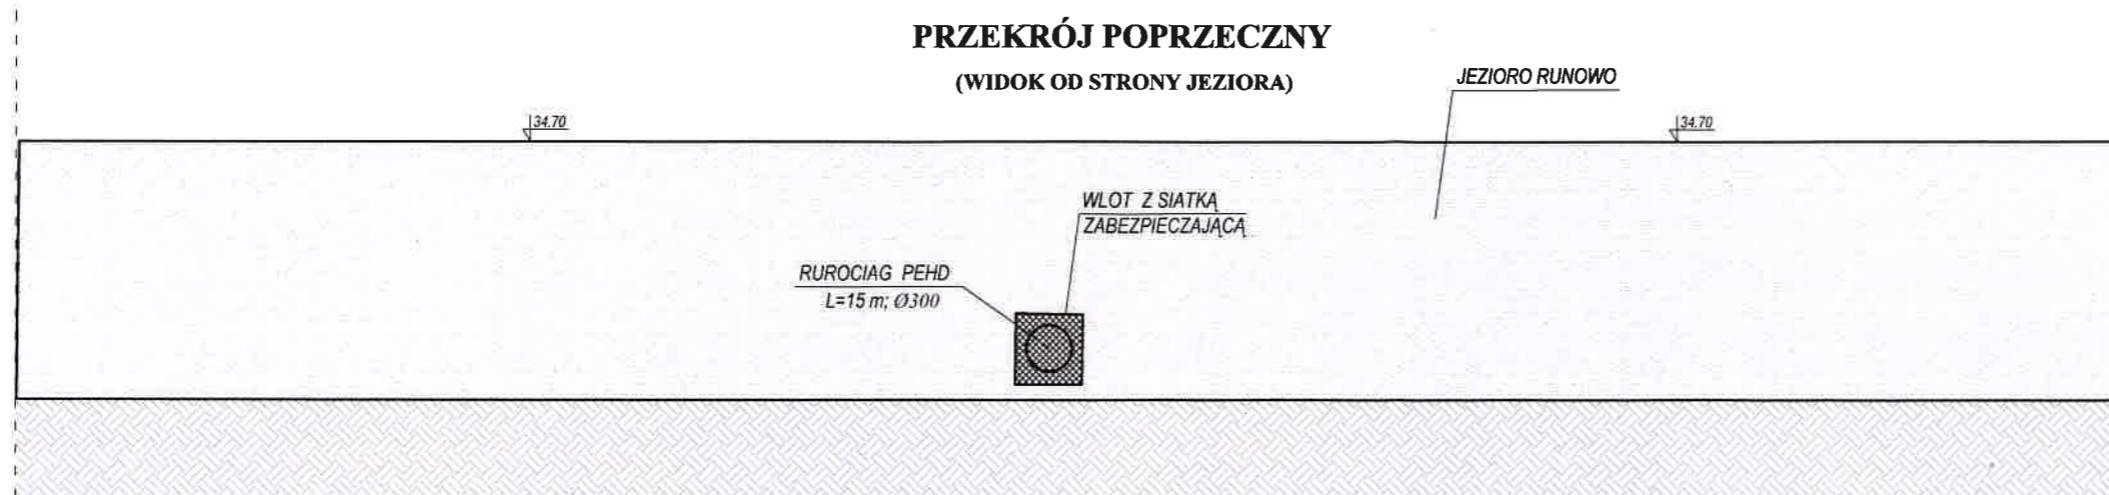 PRZEKRÓJ POPRZECZNY
(WIDOK OD STRONY JEZIORA)
JEZIORO RUNOWO
34.70
34.70
WLOT Z SIATKĄ
ZABEZPIECZAJĄCĄ
RUROCIAG PEHD
L=15 m; Ø300